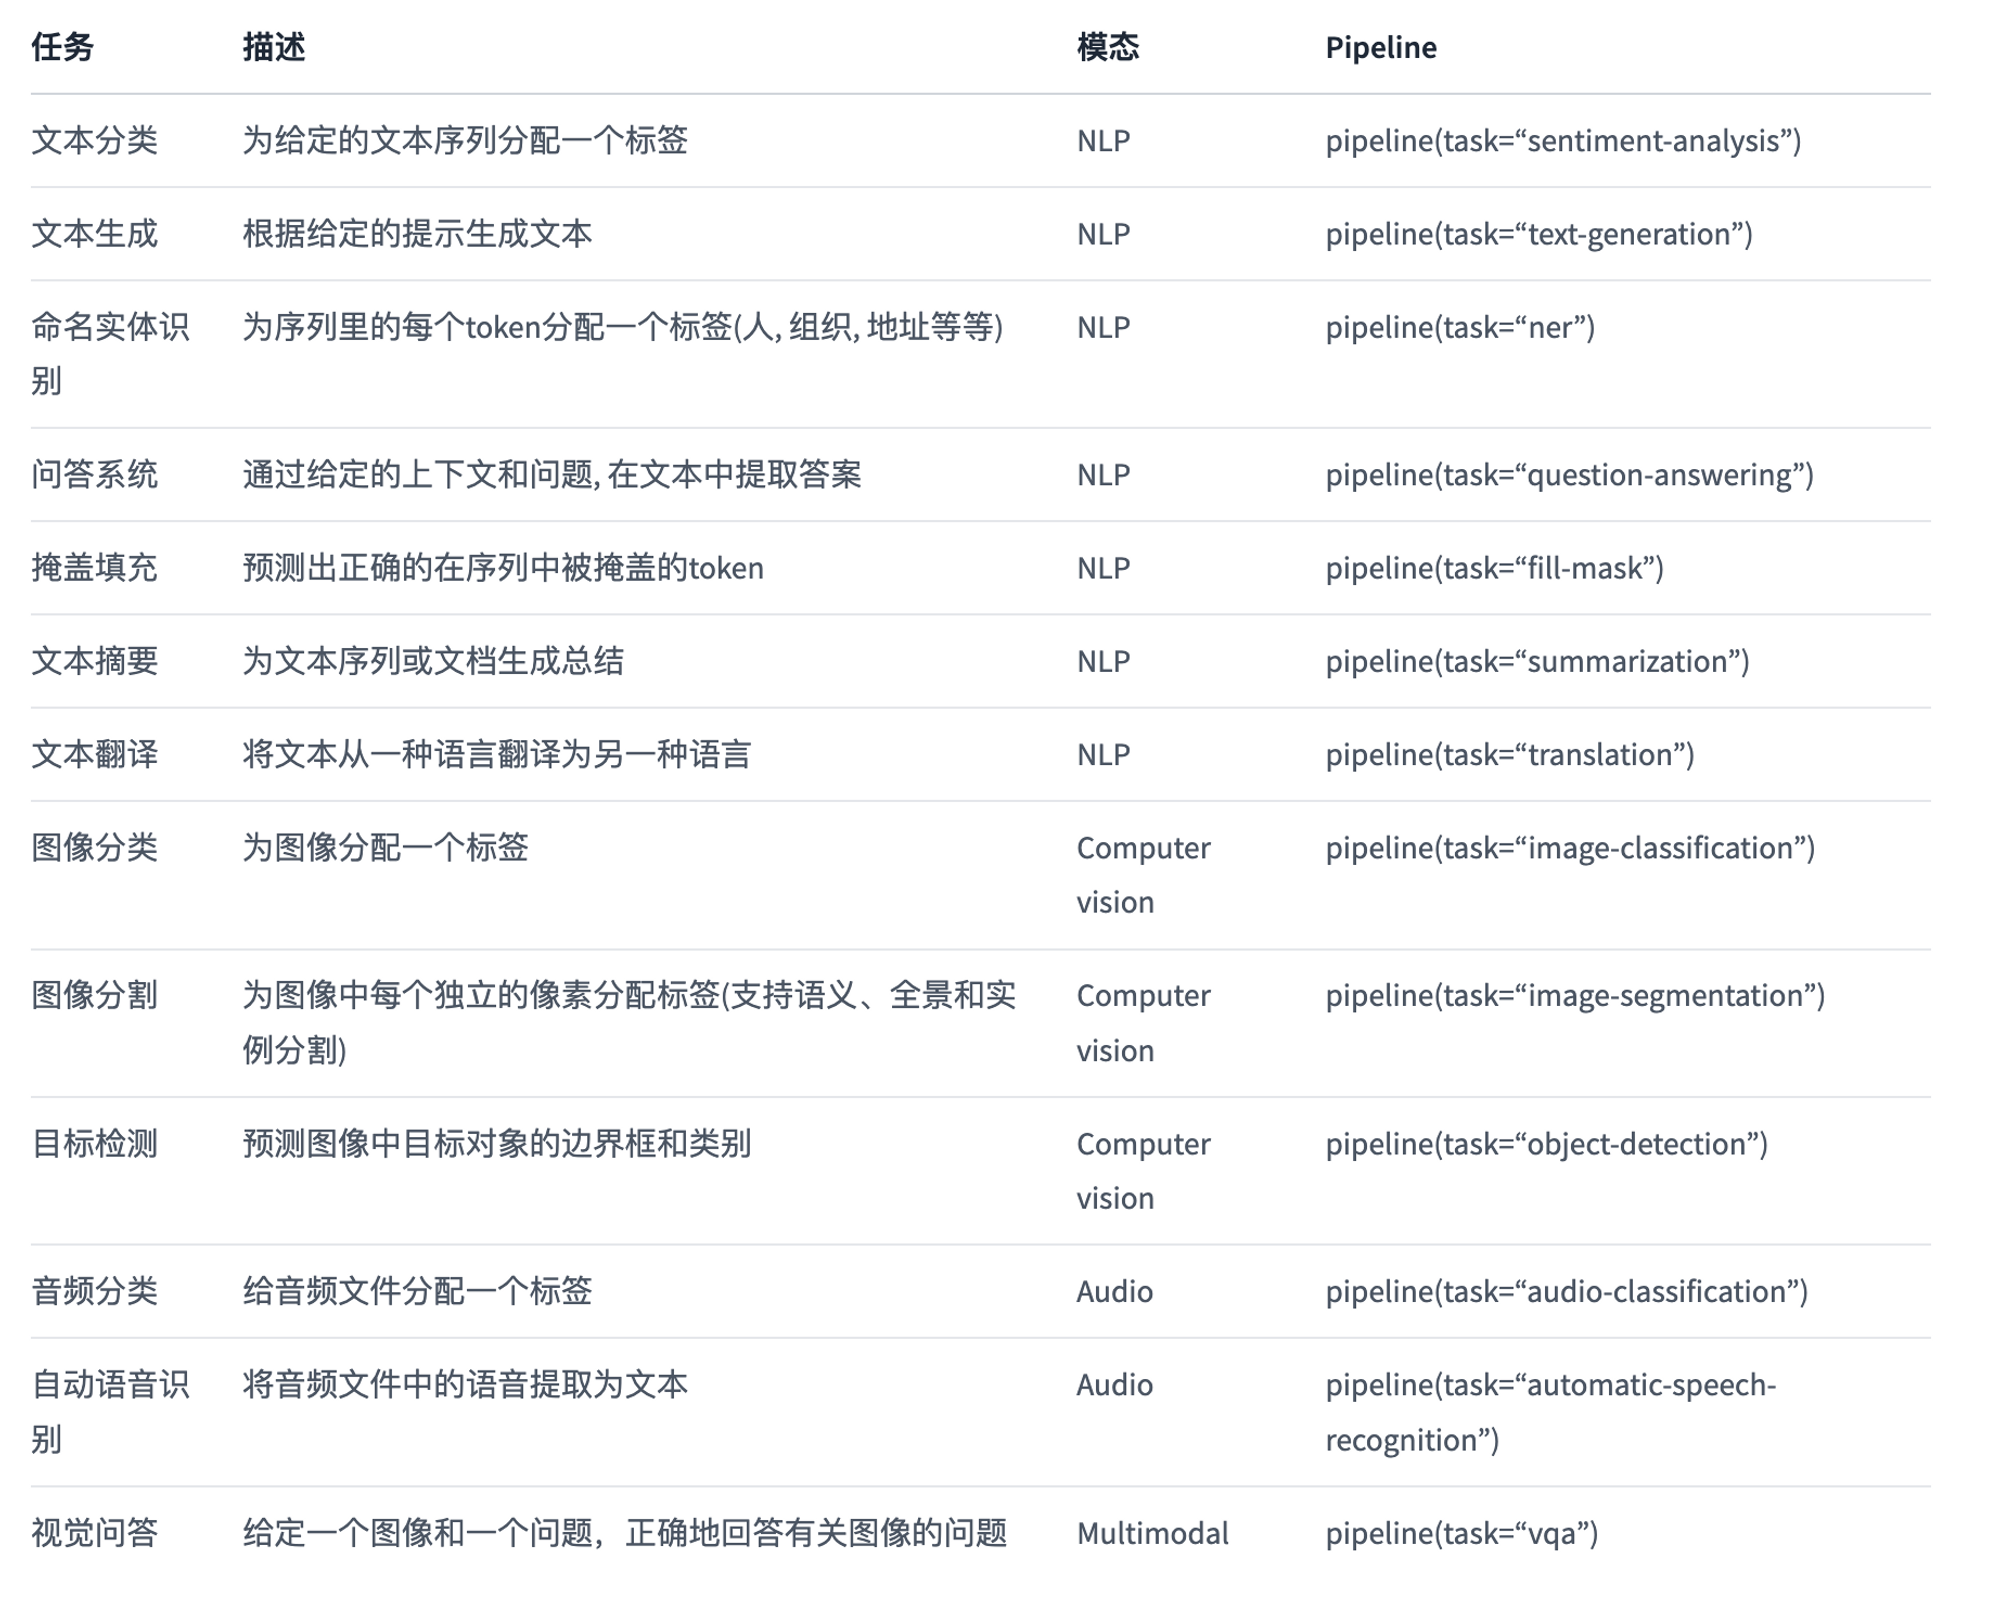 任务 描述 模态 Pipeline
文本分类 为给定的文本序列分配一个标签 NLP pipeline(task=“sentiment-analysis”)
文本生成 根据给定的提示生成文本 NLP pipeline(task=“text-generation”)
命名实体识 为序列里的每个token分配一个标签(人, 组织, 地址等等) NLP pipeline(task=“ner”)
别
问答系统 通过给定的上下文和问题, 在文本中提取答案 NLP pipeline(task=“question-answering”)
掩盖填充 预测出正确的在序列中被掩盖的token NLP pipeline(task=“fill-mask”)
文本摘要 为文本序列或文档生成总结 NLP pipeline(task=“summarization”)
文本翻译 将文本从一种语言翻译为另一种语言 NLP pipeline(task=“translation”)
图像分类 为图像分配一个标签 Computer pipeline(task=“image-classification”)
vision
图像分割 为图像中每个独立的像素分配标签(支持语义、全景和实 Computer pipeline(task=“image-segmentation”)
例分割) vision
目标检测 预测图像中目标对象的边界框和类别 Computer pipeline(task=“object-detection”)
vision
音频分类 给音频文件分配一个标签 Audio pipeline(task=“audio-classification”)
自动语音识 将音频文件中的语音提取为文本 Audio pipeline(task=“automatic-speech-
别 recognition”)
视觉问答 给定一个图像和一个问题，正确地回答有关图像的问题 Multimodal pipeline(task=“vqa”)